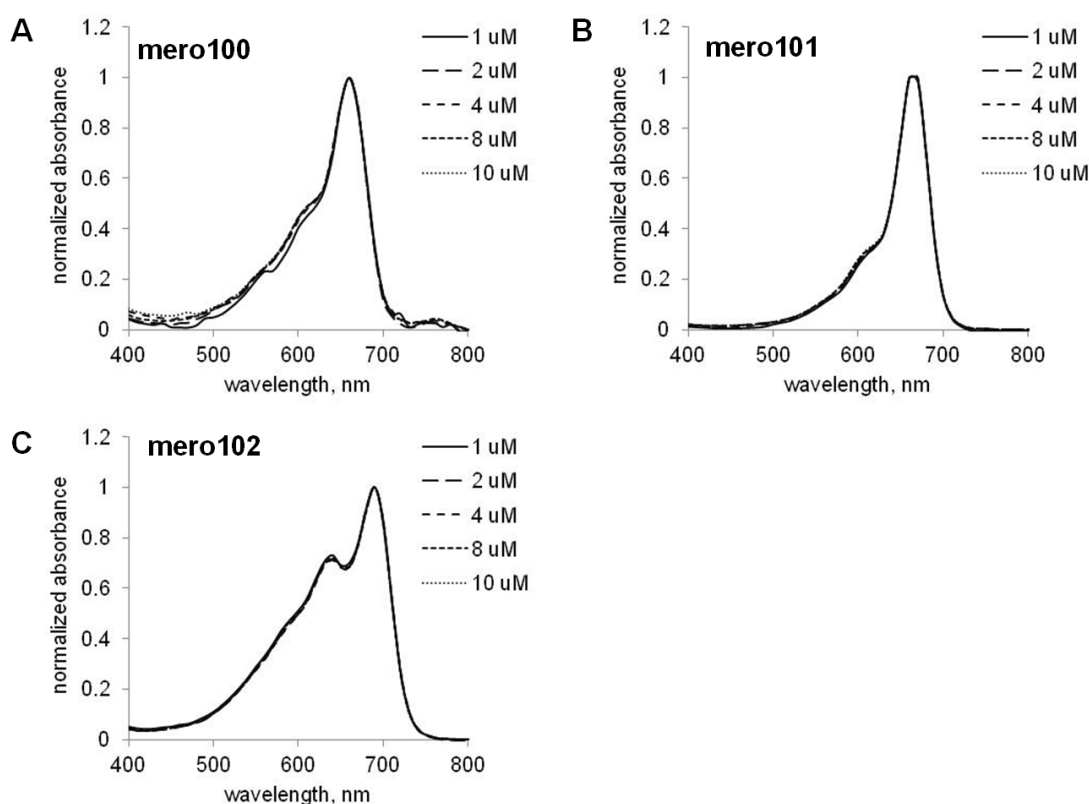 A
mero100
1.2
1
0.8
0.6
0.4
0.2
0
normalized absorbance
400 500 600 700 800
wavelength, nm
1 uM
2 uM
4 uM
8 uM
10 uM
B
mero101
1.2
1
0.8
0.6
0.4
0.2
0
normalized absorbance
400 500 600 700 800
wavelength, nm
1 uM
2 uM
4 uM
8 uM
10 uM
C
mero102
1.2
1
0.8
0.6
0.4
0.2
0
normalized absorbance
400 500 600 700 800
wavelength, nm
1 uM
2 uM
4 uM
8 uM
10 uM